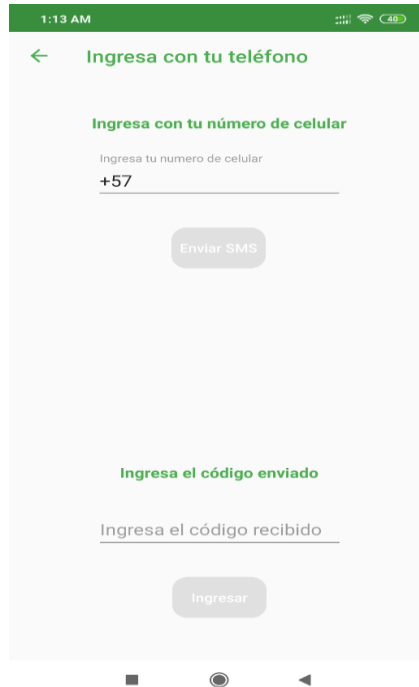 1:13 AM
40
Ingresa con tu teléfono
Ingresa con tu número de celular
Ingresa tu numero de celular
+57
Enviar SMS
Ingresa el código enviado
Ingresa el código recibido
Ingresar